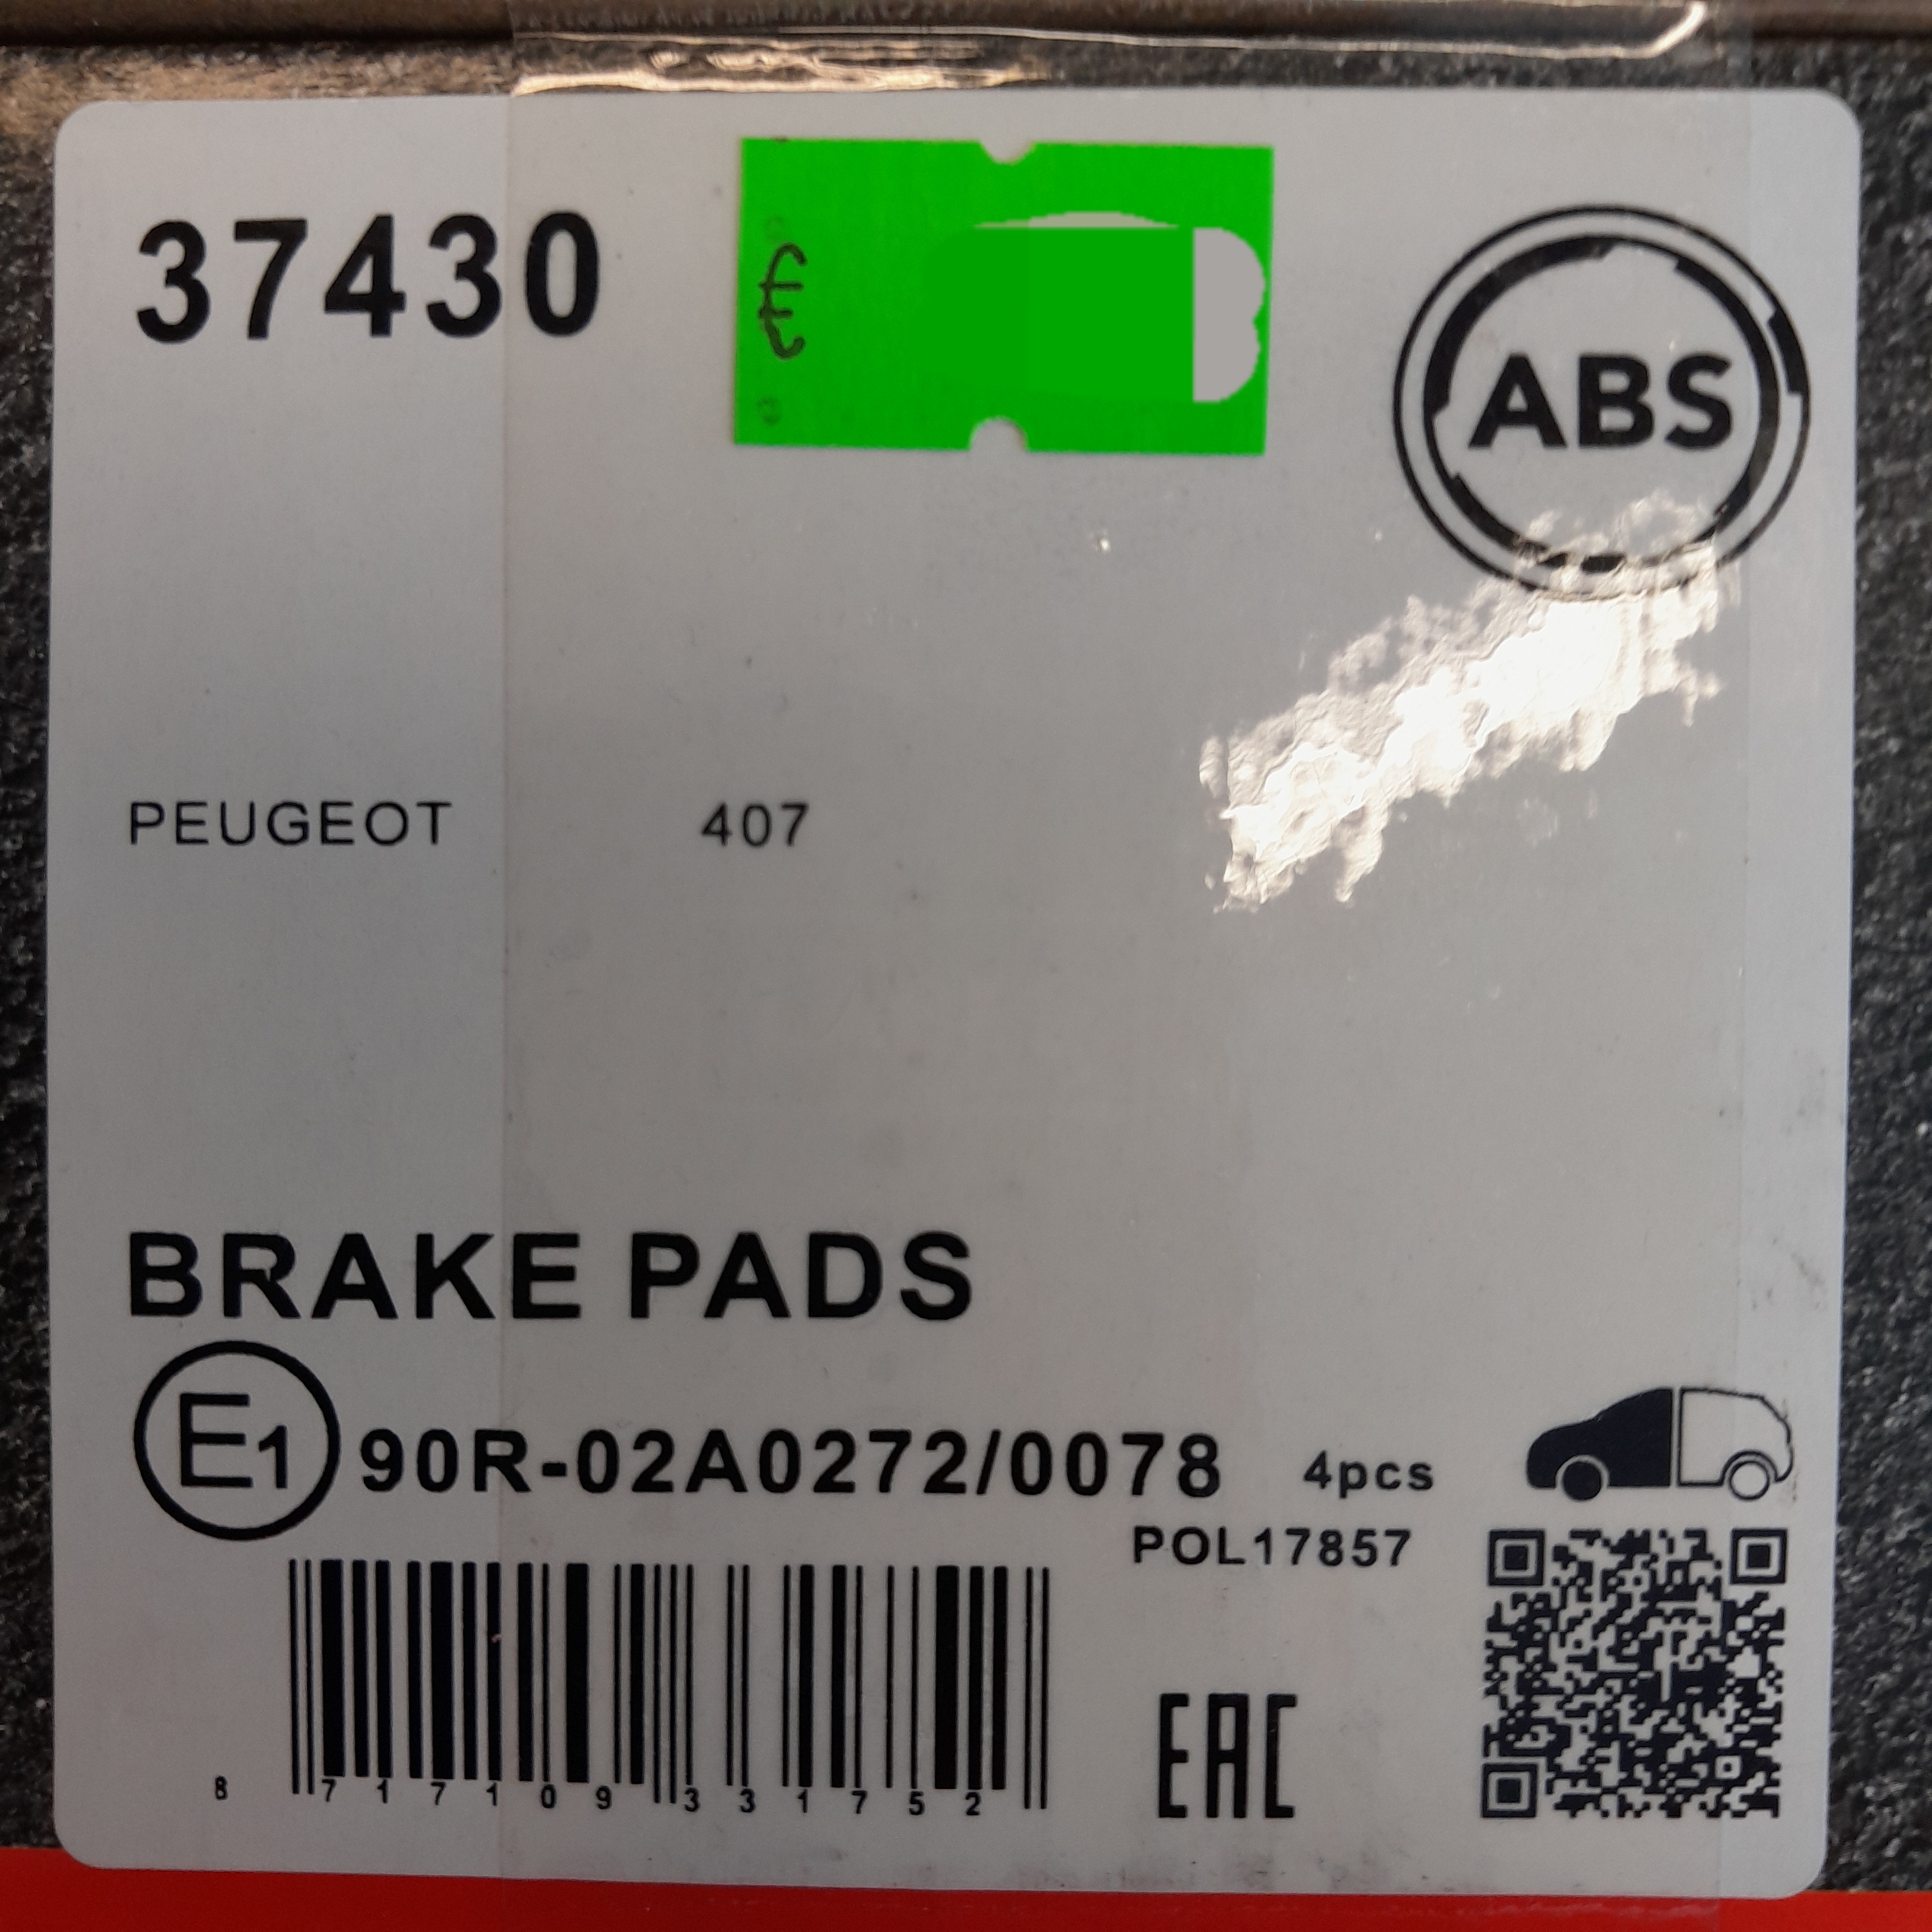 37430
€
ABS
PEUGEOT 407
BRAKE PADS
E1 90R-02A0272/0078 4pcs
POL17857
8 717109 331752
EAC